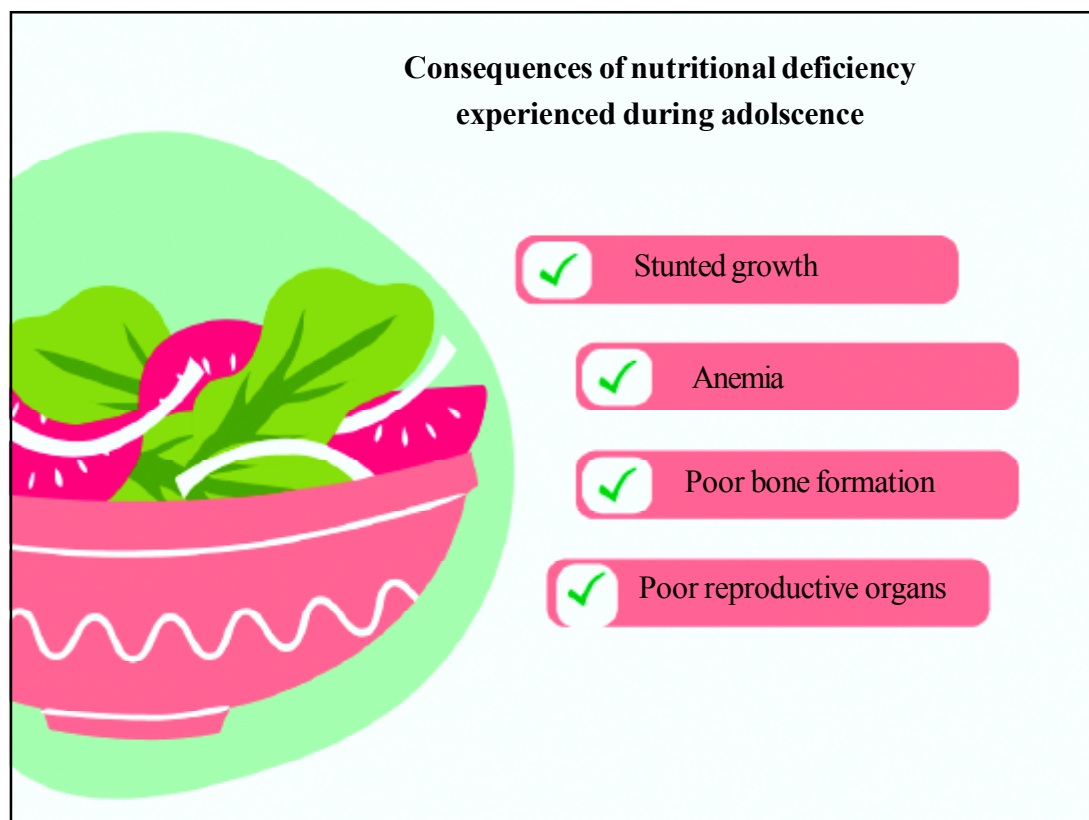 Consequences of nutritional deficiency
experienced during adolscence
Stunted growth
Anemia
Poor bone formation
Poor reproductive organs